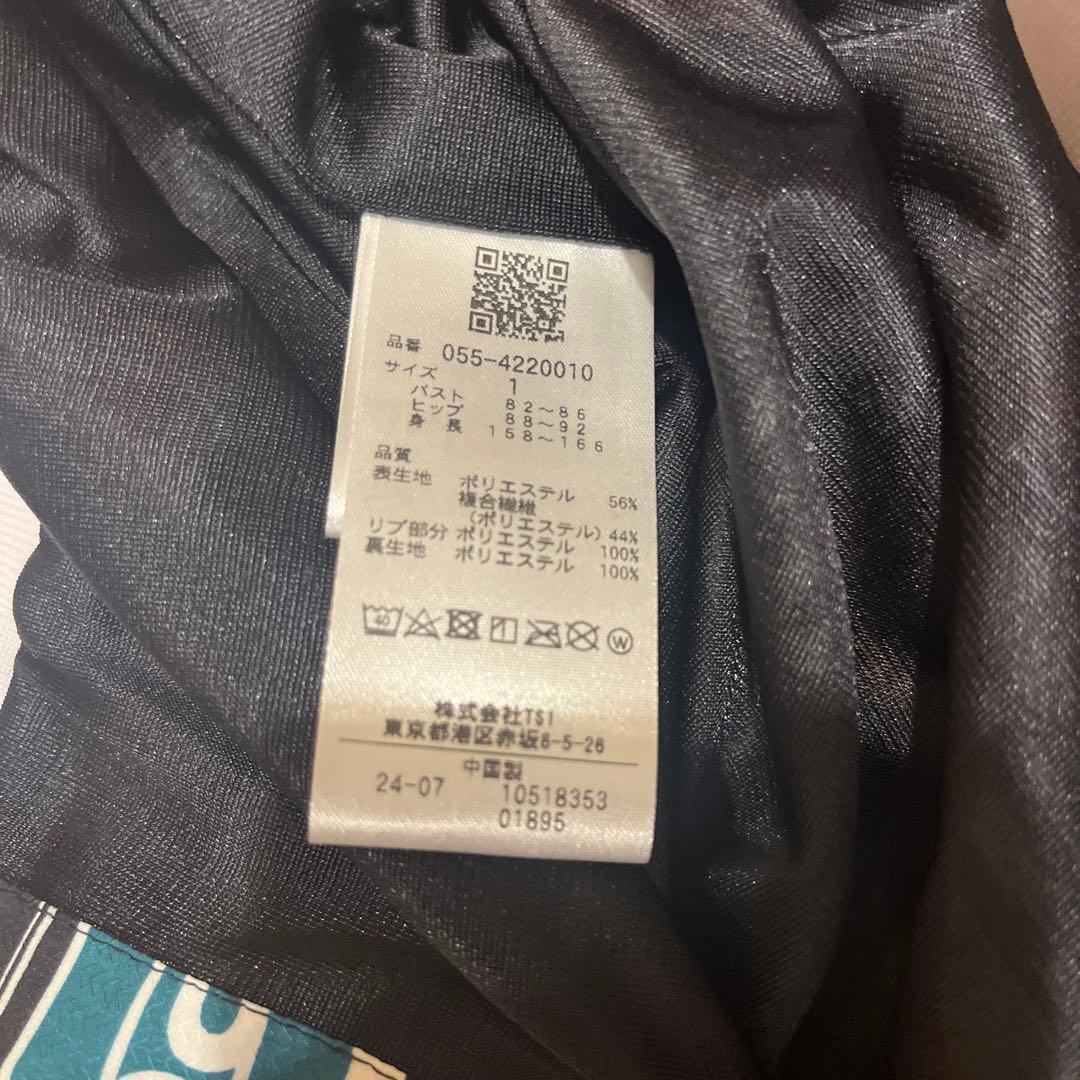 品番 055-4220010
サイズ 1
バスト 82～86
ヒップ 88～92
身長 158～166
品質
表生地 ポリエステル 56%
複合繊維
(ポリエステル) 44%
リブ部分 ポリエステル 100%
裏生地 ポリエステル 100%
40
W
株式会社TSI
東京都港区赤坂8-5-26
中国製
24-07 10518353
01895